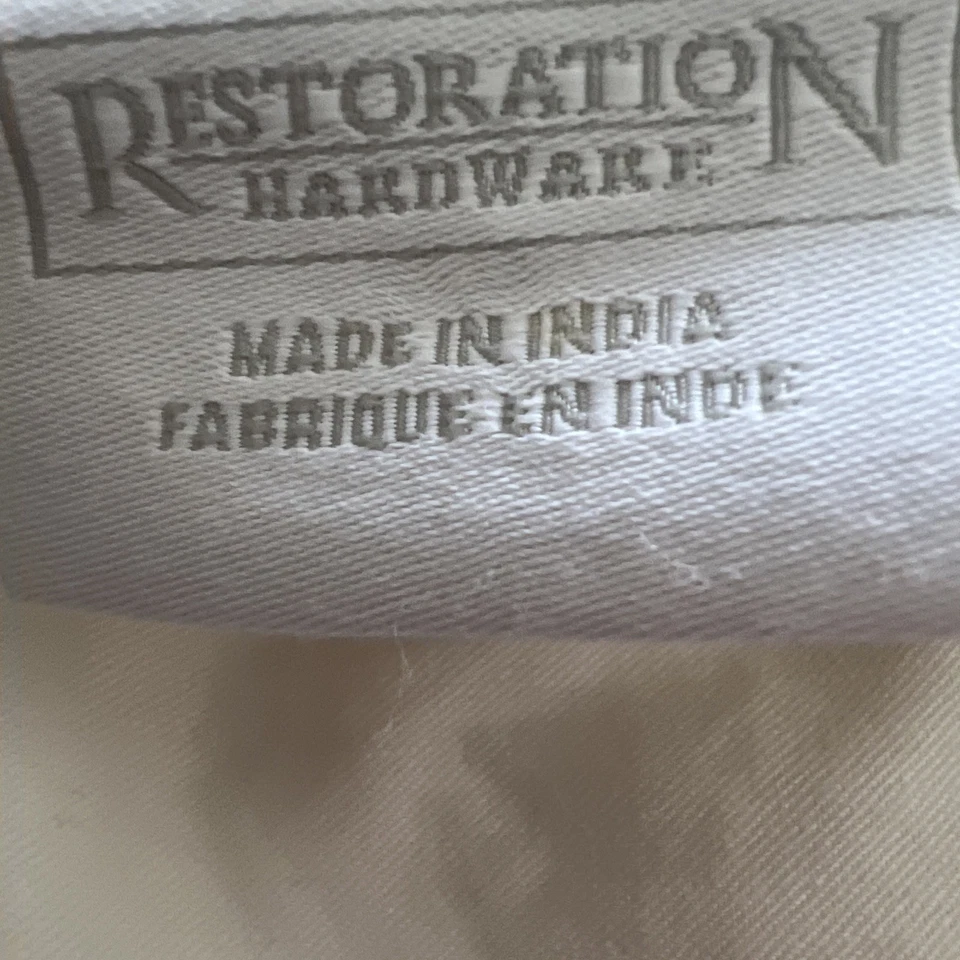 RESTORATION
HARDWARE
MADE IN INDIA
FABRIQUE EN INDE